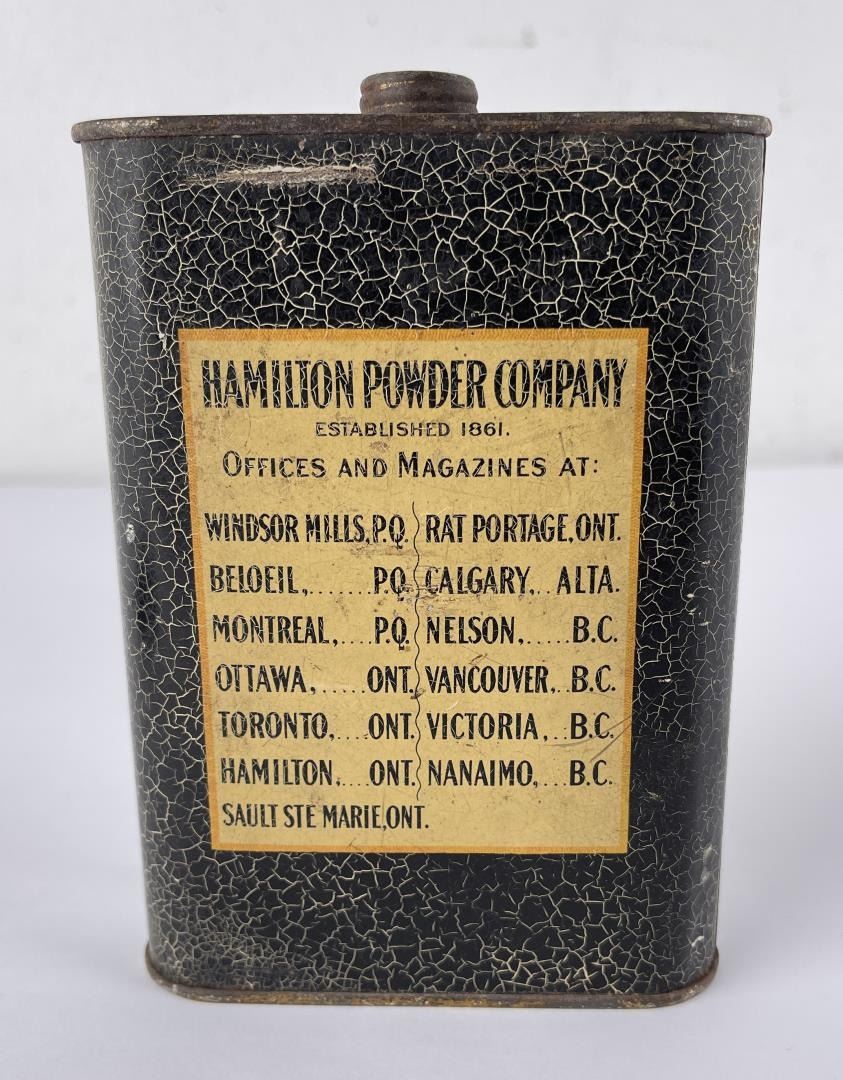 HAMILTON POWDER COMPANY
ESTABLISHED 1861.
OFFICES AND MAGAZINES AT:
WINDSOR MILLS, P.Q. RAT PORTAGE, ONT.
BELOEIL,.......P.Q. CALGARY,..ALTA.
MONTREAL,....P.Q. NELSON,.....B.C.
OTTAWA,.....ONT. VANCOUVER,..B.C.
TORONTO,....ONT. VICTORIA,..B.C.
HAMILTON,....ONT. NANAIMO,...B.C.
SAULT STE MARIE, ONT.